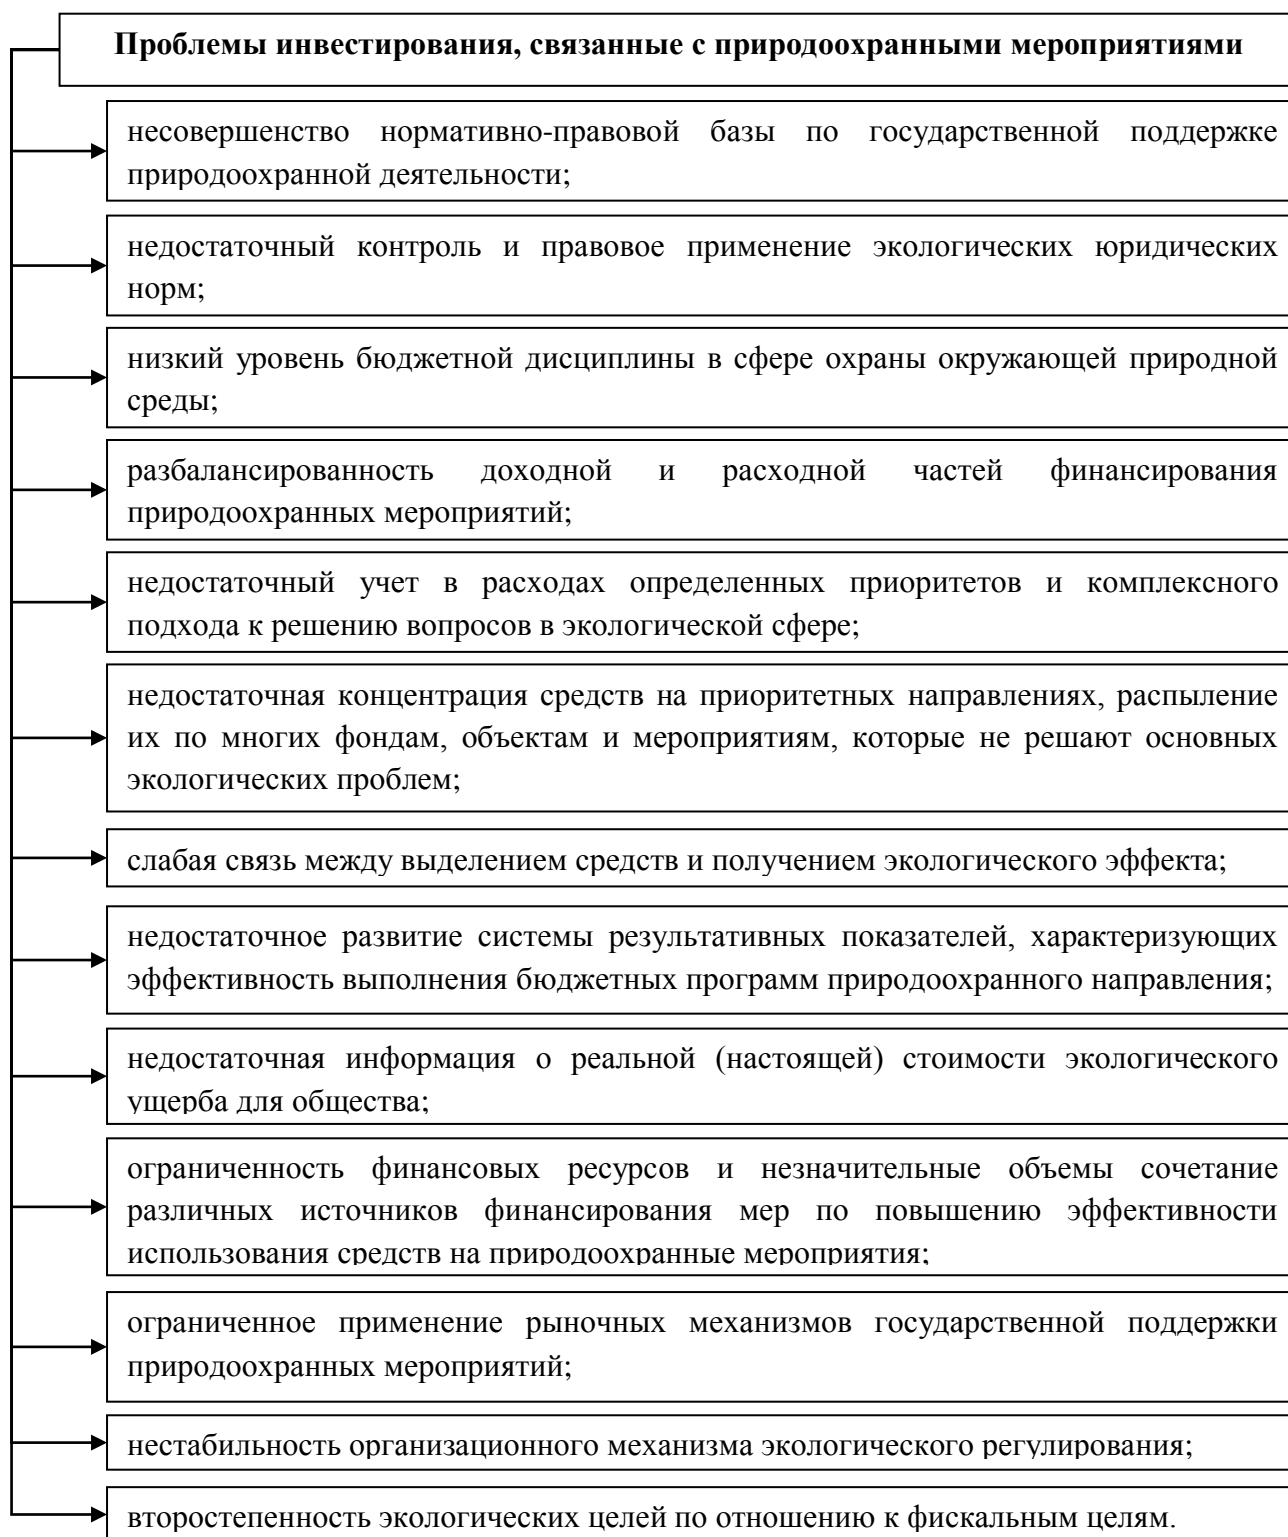 Проблемы инвестирования, связанные с природоохранными мероприятиями
несовершенство нормативно-правовой базы по государственной поддержке
природоохранной деятельности;
недостаточный контроль и правовое применение экологических юридических
норм;
низкий уровень бюджетной дисциплины в сфере охраны окружающей природной
среды;
разбалансированность доходной и расходной частей финансирования
природоохранных мероприятий;
недостаточный учет в расходах определенных приоритетов и комплексного
подхода к решению вопросов в экологической сфере;
недостаточная концентрация средств на приоритетных направлениях, распыление
их по многих фондам, объектам и мероприятиям, которые не решают основных
экологических проблем;
слабая связь между выделением средств и получением экологического эффекта;
недостаточное развитие системы результативных показателей, характеризующих
эффективность выполнения бюджетных программ природоохранного направления;
недостаточная информация о реальной (настоящей) стоимости экологического
ущерба для общества;
ограниченность финансовых ресурсов и незначительные объемы сочетание
различных источников финансирования мер по повышению эффективности
использования средств на природоохранные мероприятия;
ограниченное применение рыночных механизмов государственной поддержки
природоохранных мероприятий;
нестабильность организационного механизма экологического регулирования;
второстепенность экологических целей по отношению к фискальным целям.